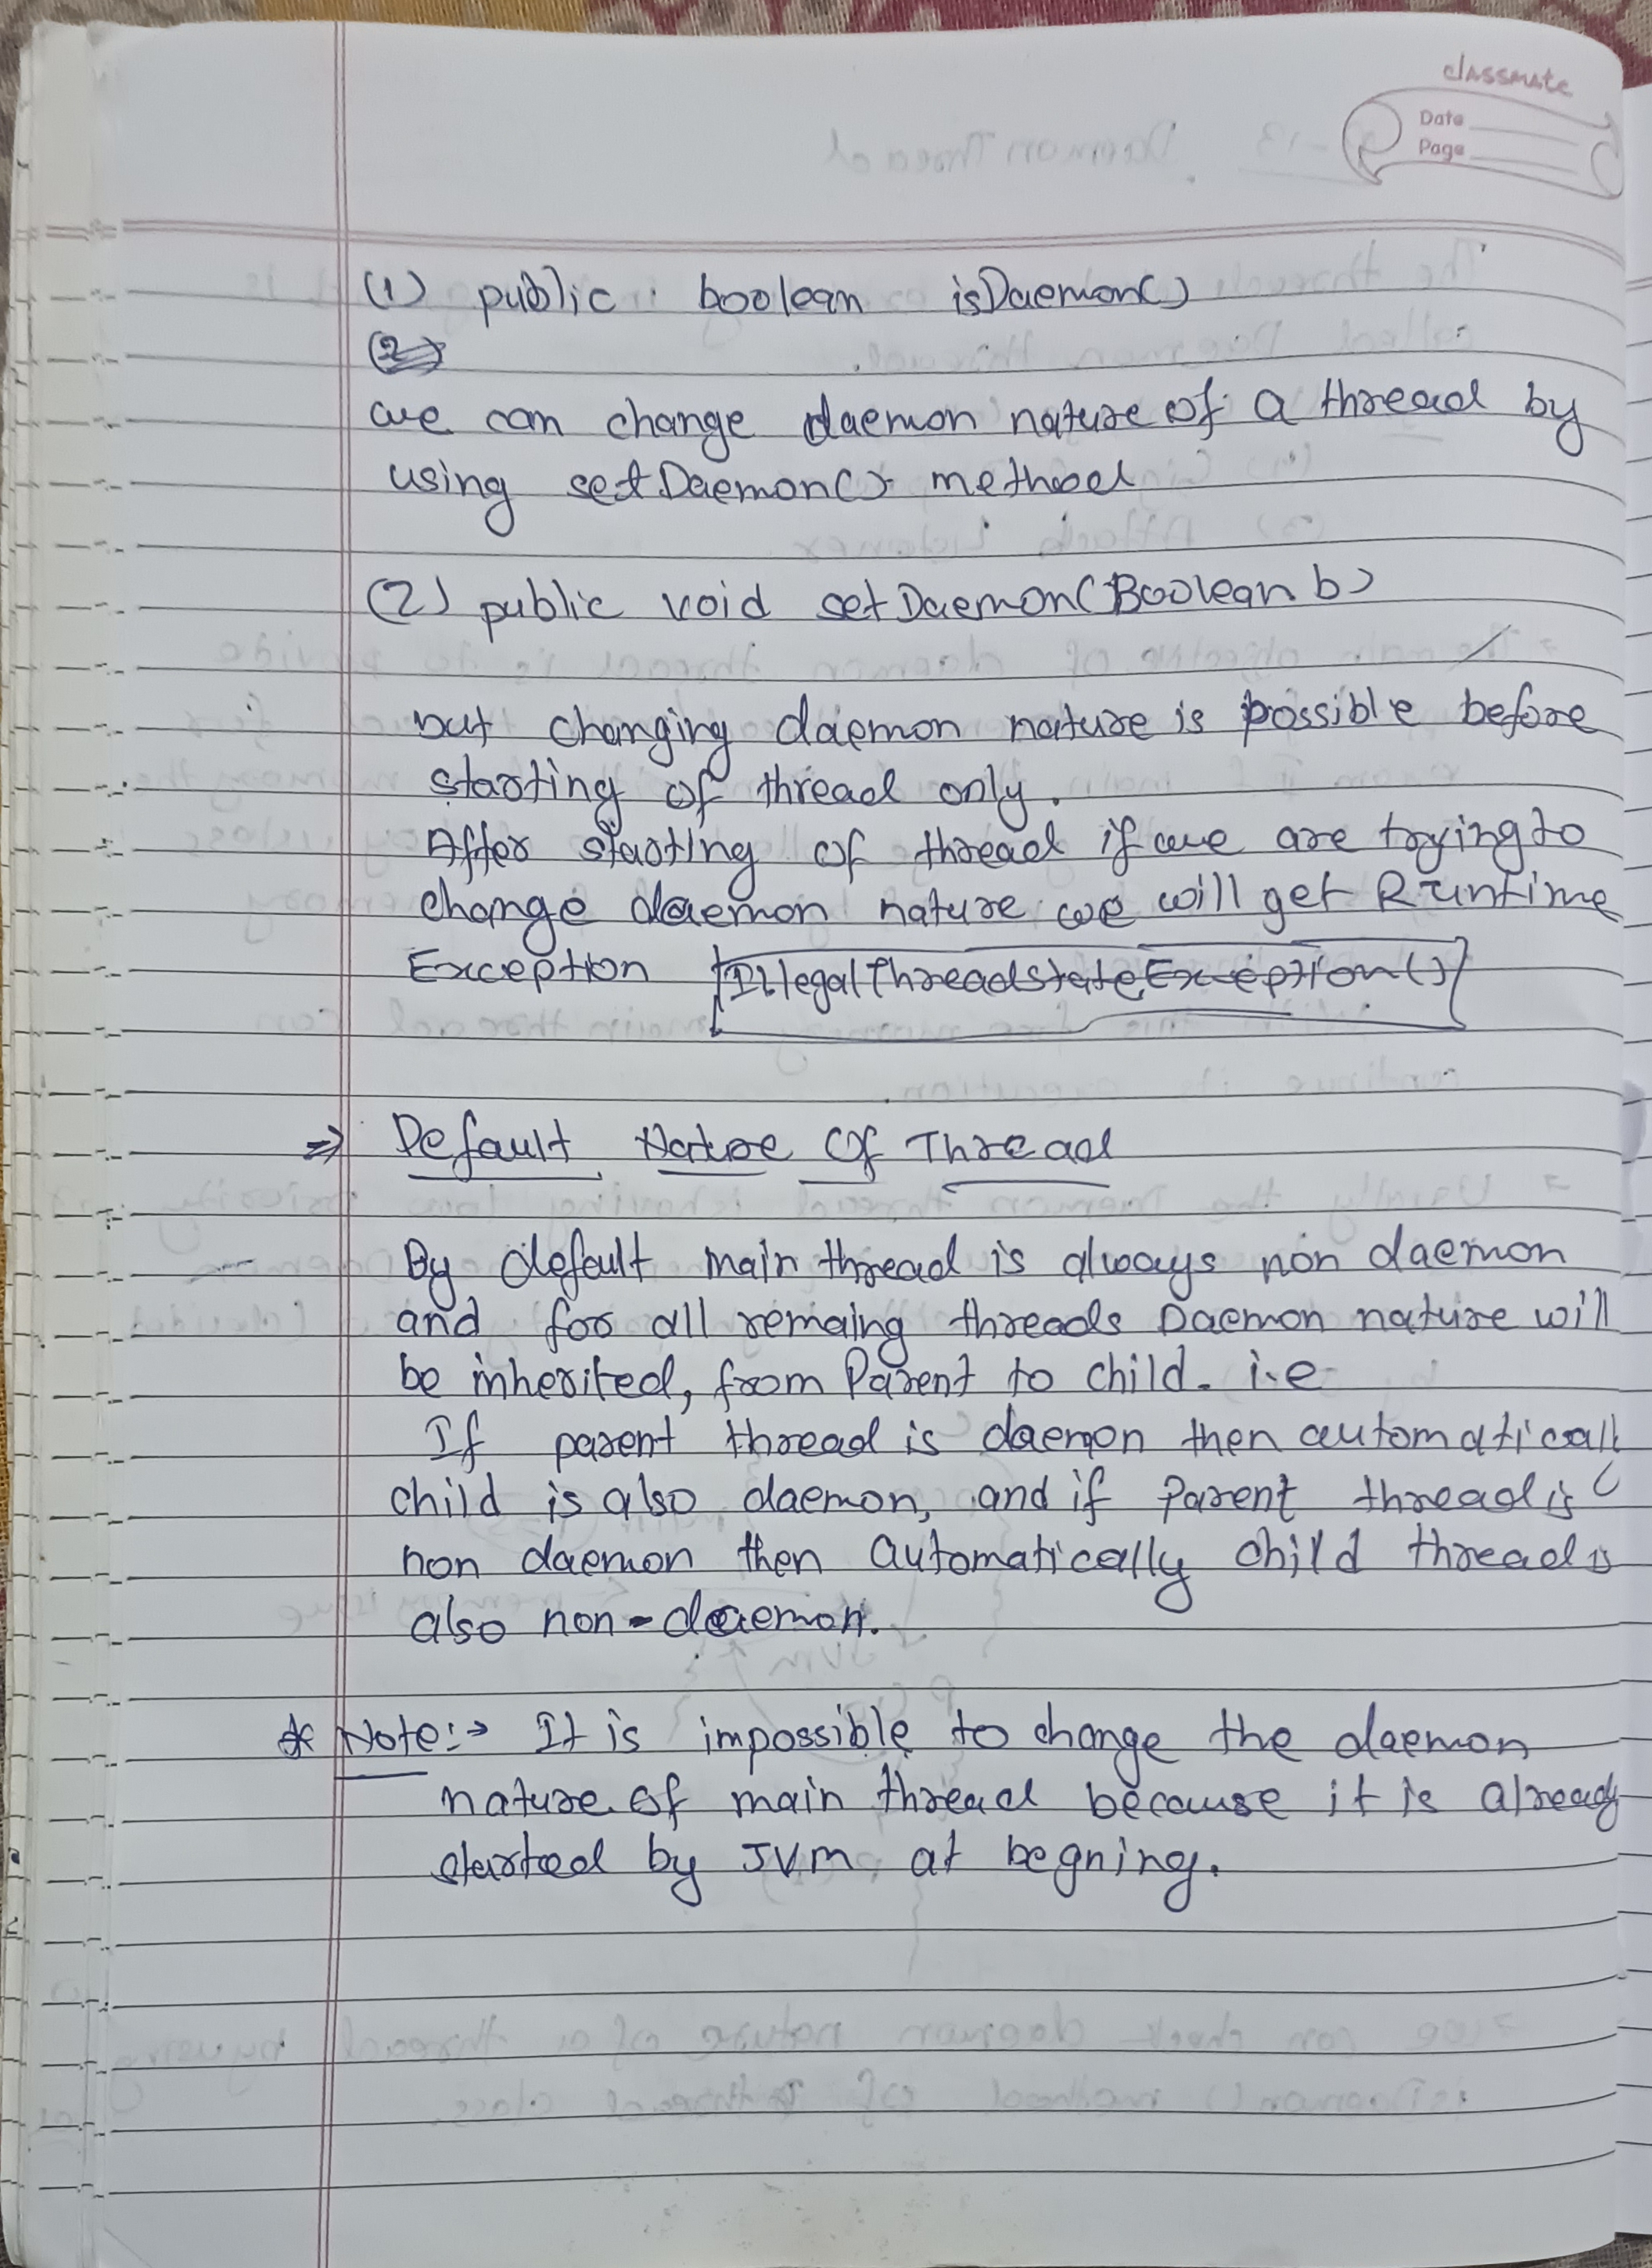 classmate
Date
Page
(1) public boolean isDaemon()
(2)
we can change daemon nature of a thread by
using setDaemon() method
(2) public void setDaemon(Boolean b)
but changing daemon nature is possible before
starting of thread only.
After starting of thread if we are trying to
change daemon nature we will get Runtime
Exception IllegalThreadStateException()
⇒ Default Nature Of Thread
By default main thread is always non daemon
and for all remaing threads Daemon nature will
be inherited, from Parent to child. i.e
If parent thread is daemon then automaticall
child is also daemon, and if Parent thread is
non daemon then Automatically child thread is
also non-daemon.
* Note:→ It is impossible to change the daemon
nature of main thread because it is already
started by JVM at begning.